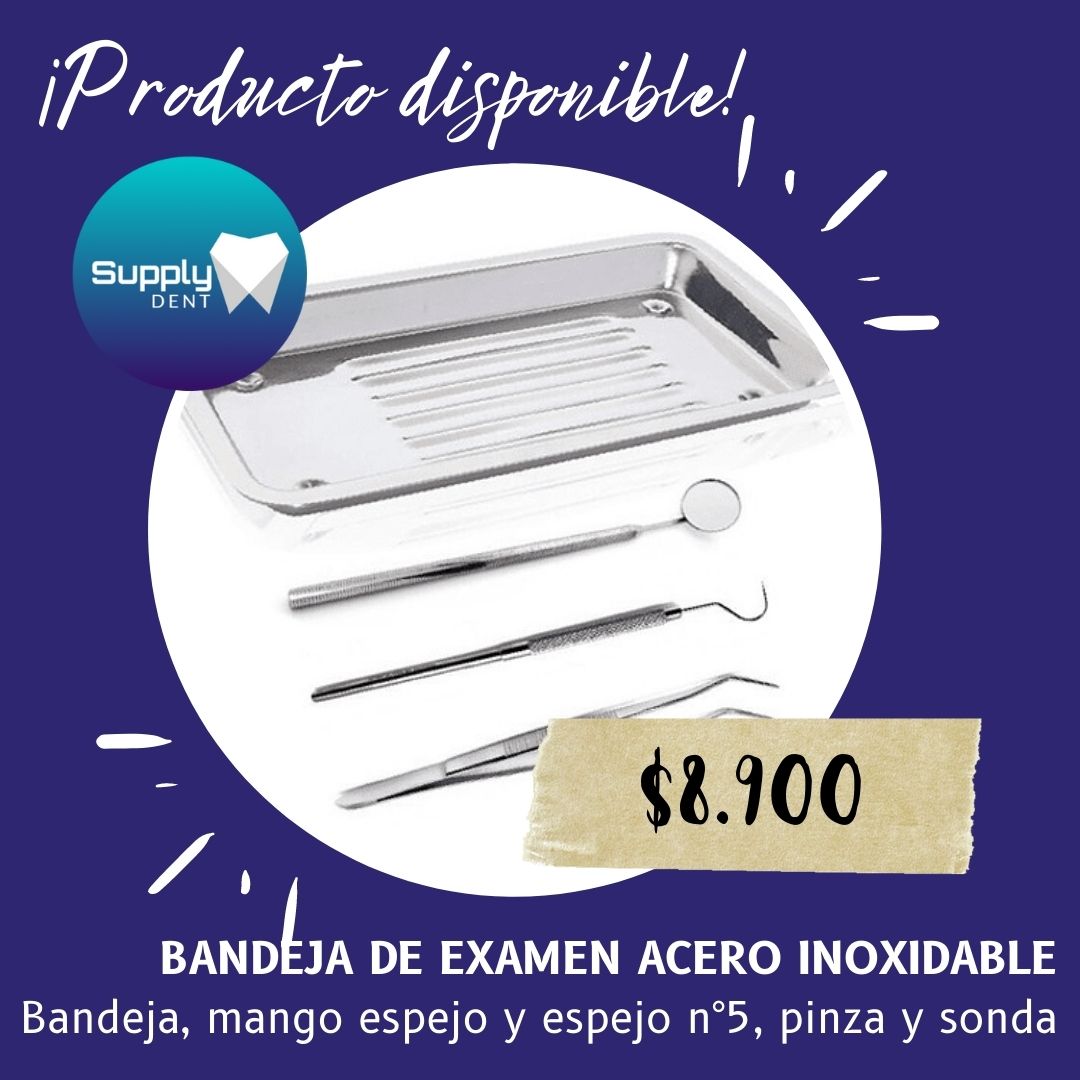 ¡Producto disponible!
Supply
DENT
$8.900
BANDEJA DE EXAMEN ACERO INOXIDABLE
Bandeja, mango espejo y espejo n°5, pinza y sonda